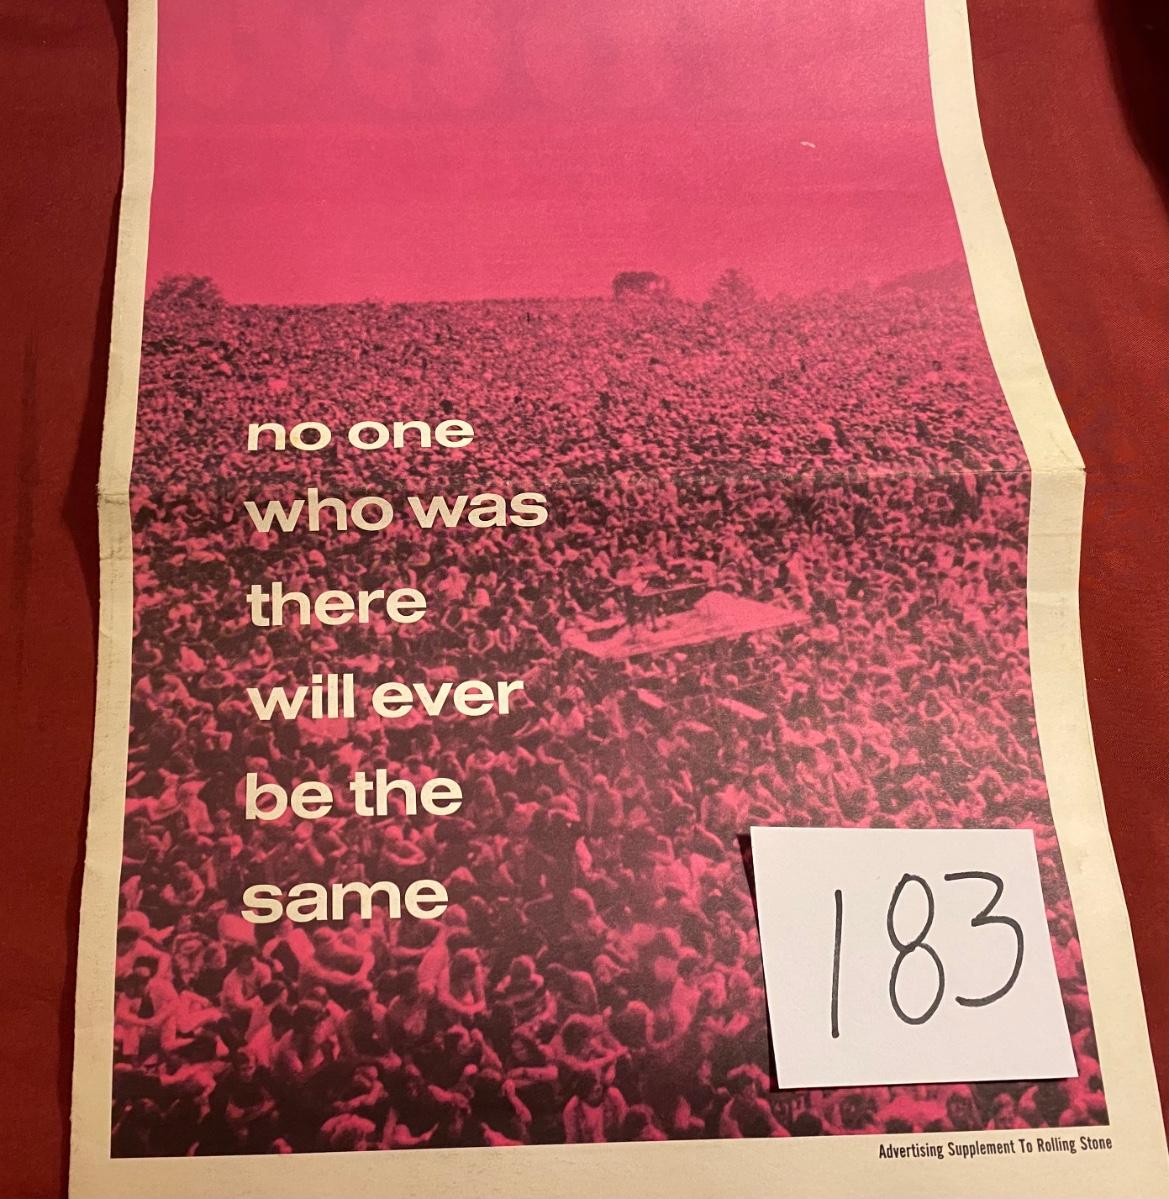 no one
who was
there
will ever
be the
same
183
Advertising Supplement To Rolling Stone